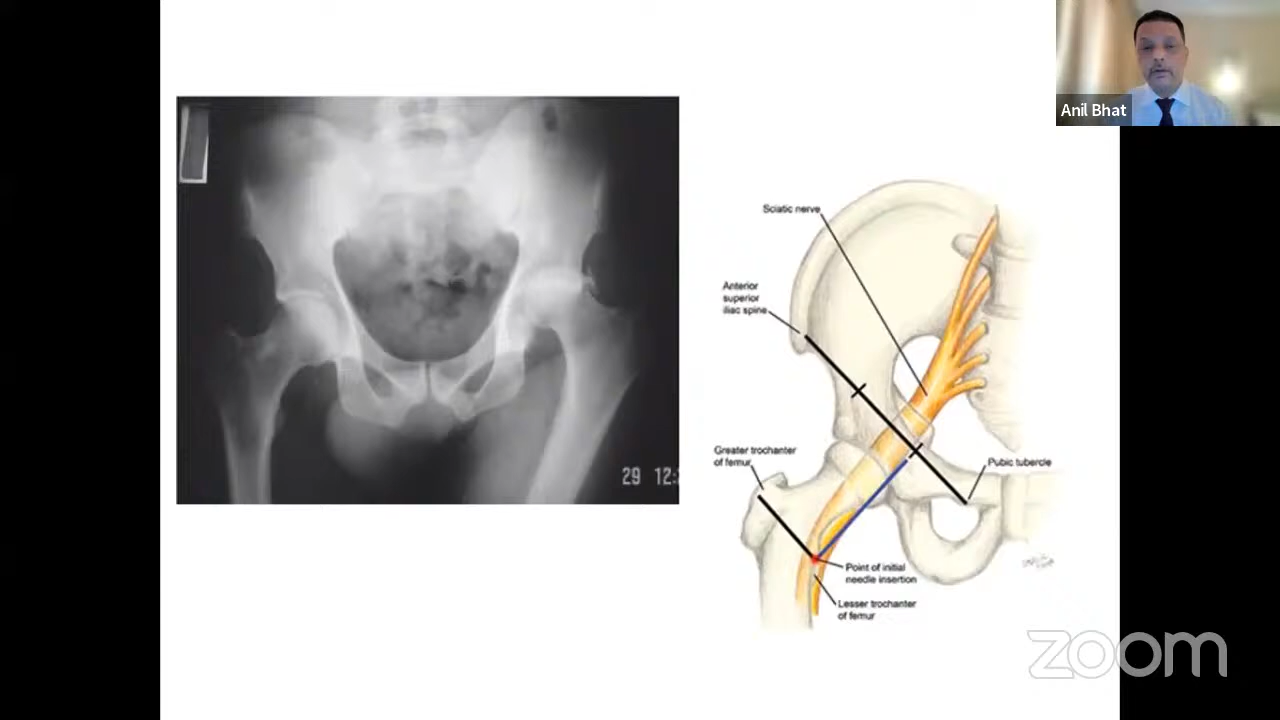 Anil Bhat
Sciatic nerve
Anterior
superior
iliac spine
Greater trochanter
of femur
Pubic tubercle
Point of initial
needle insertion
Lesser trochanter
of femur
29 12:
zoom